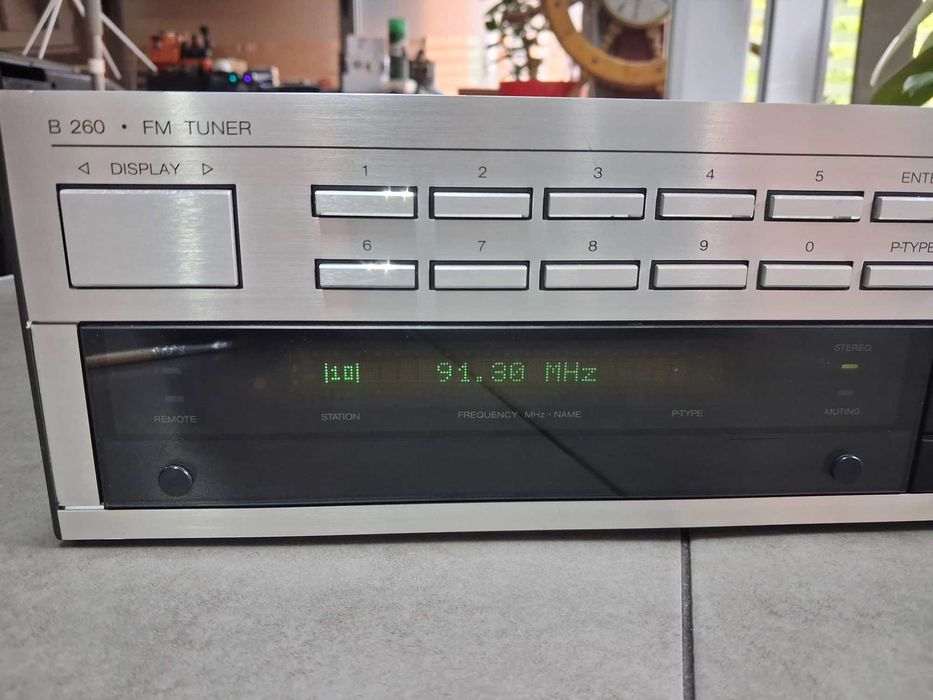 B 260 • FM TUNER
◁ DISPLAY ▷
1 2 3 4 5 ENTE
6 7 8 9 0 P-TYPE
STEREO
|10| 91.30 MHz
REMOTE STATION FREQUENCY MHz • NAME P-TYPE MUTING